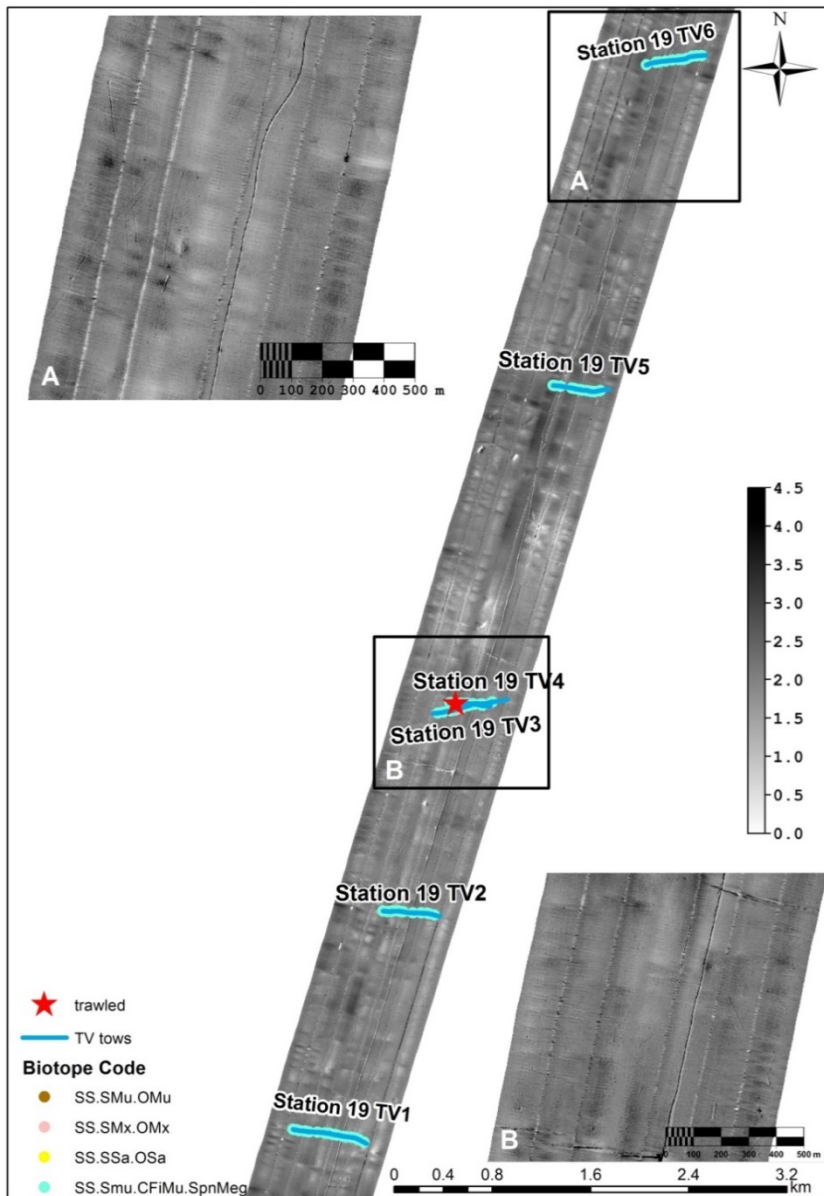 N
Station 19 TV6
A
A
0 100 200 300 400 500 m
Station 19 TV5
4.5
4.0
3.5
3.0
2.5
2.0
1.5
1.0
0.5
0.0
Station 19 TV4
Station 19 TV3
B
Station 19 TV2
trawled
TV tows
Biotope Code
SS.SMu.OMu
SS.SMx.OMx
SS.SSa.OSa
SS.Smu.CFiMu.SpnMeg
Station 19 TV1
B
0 100 200 300 400 500 m
0 0.4 0.8 1.6 2.4 3.2
km